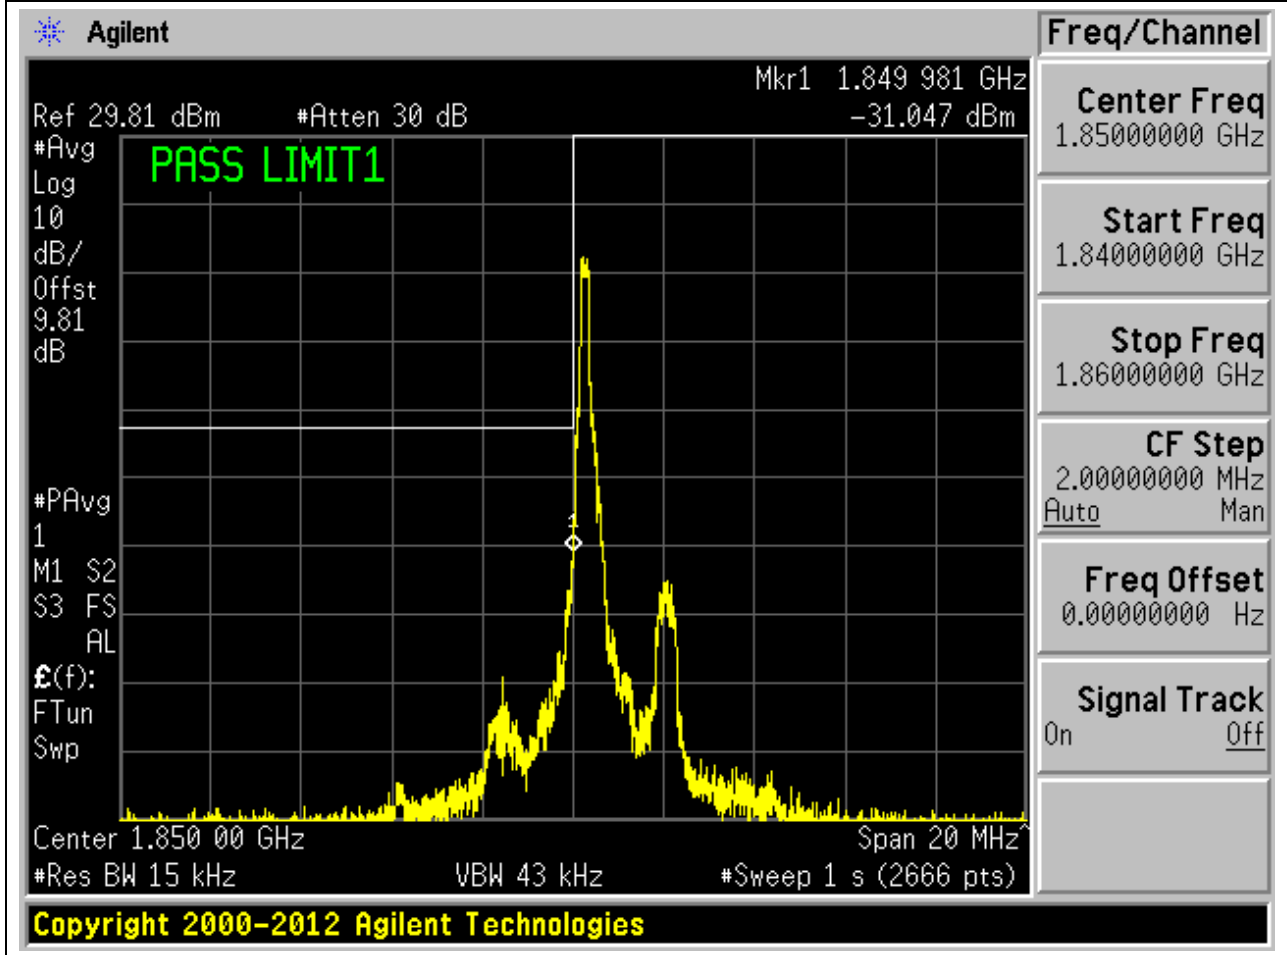 Agilent
Freq/Channel
Mkr1 1.849 981 GHz
Ref 29.81 dBm #Atten 30 dB -31.047 dBm
#Avg
Log
10
dB/
Offst
9.81
dB
PASS LIMIT1
#PAvg
1
M1 S2
S3 FS
AL
£(f):
FTun
Swp
1
Center 1.850 00 GHz Span 20 MHz^
#Res BW 15 kHz VBW 43 kHz #Sweep 1 s (2666 pts)
Copyright 2000-2012 Agilent Technologies
Center Freq
1.85000000 GHz
Start Freq
1.84000000 GHz
Stop Freq
1.86000000 GHz
CF Step
2.00000000 MHz
Auto Man
Freq Offset
0.00000000 Hz
Signal Track
On Off